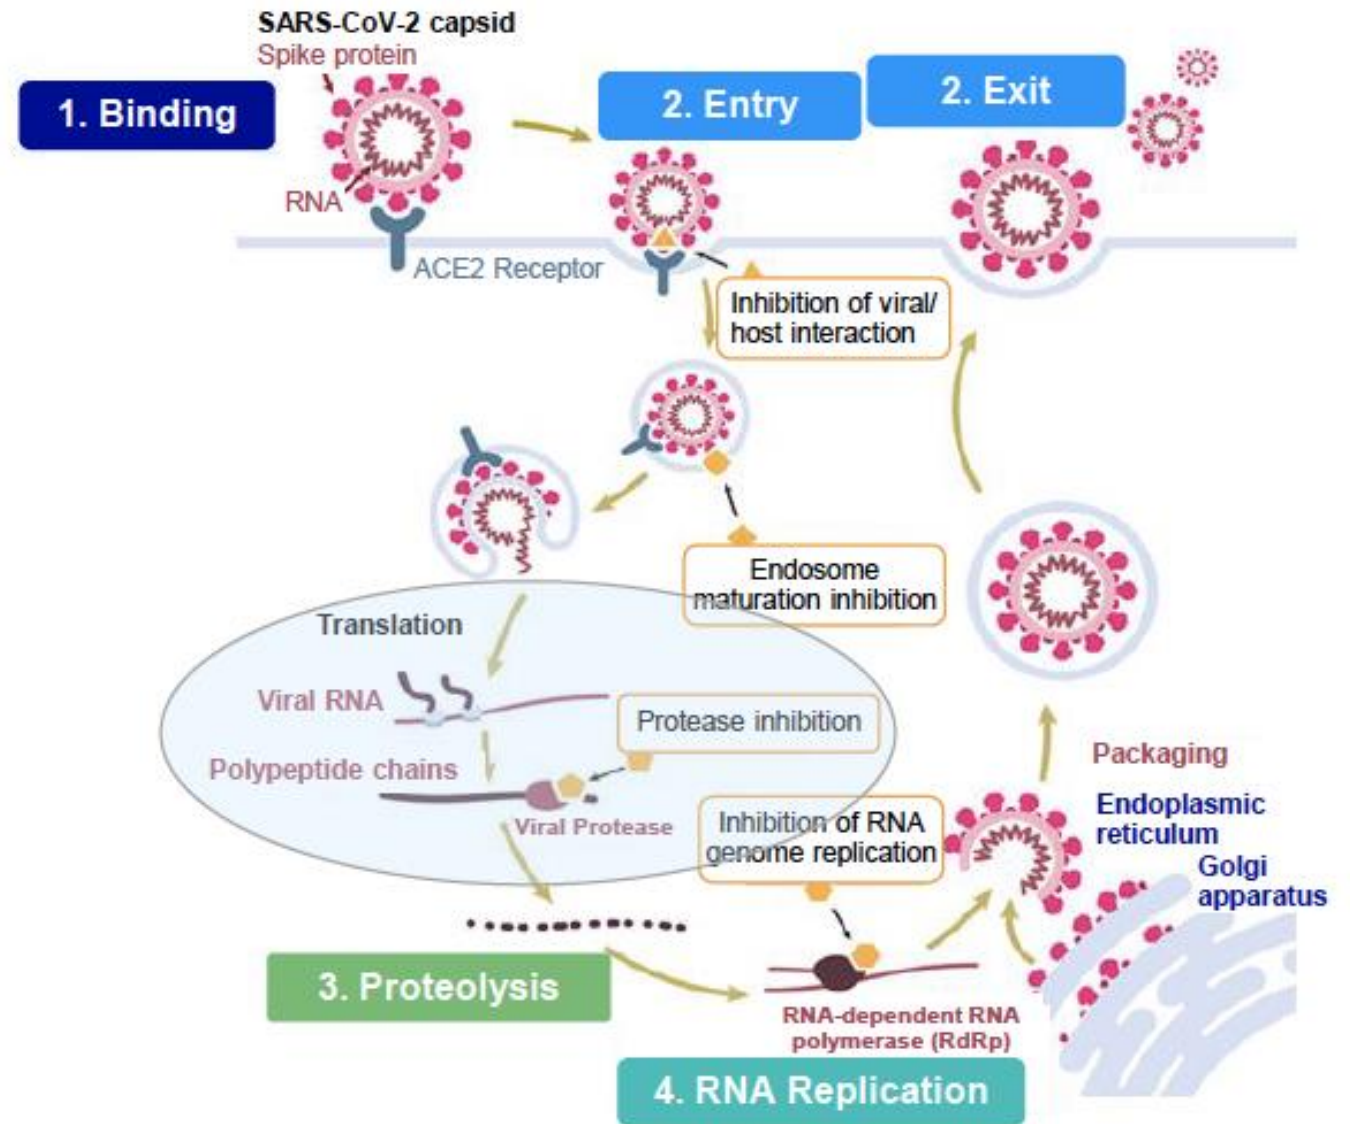 SARS-CoV-2 capsid
Spike protein
1. Binding
2. Entry
2. Exit
RNA
ACE2 Receptor
Inhibition of viral/
host interaction
Endosome
maturation inhibition
Translation
Viral RNA
Protease inhibition
Polypeptide chains
Viral Protease
Packaging
Endoplasmic
reticulum
Golgi
apparatus
Inhibition of RNA
genome replication
3. Proteolysis
RNA-dependent RNA
polymerase (RdRp)
4. RNA Replication